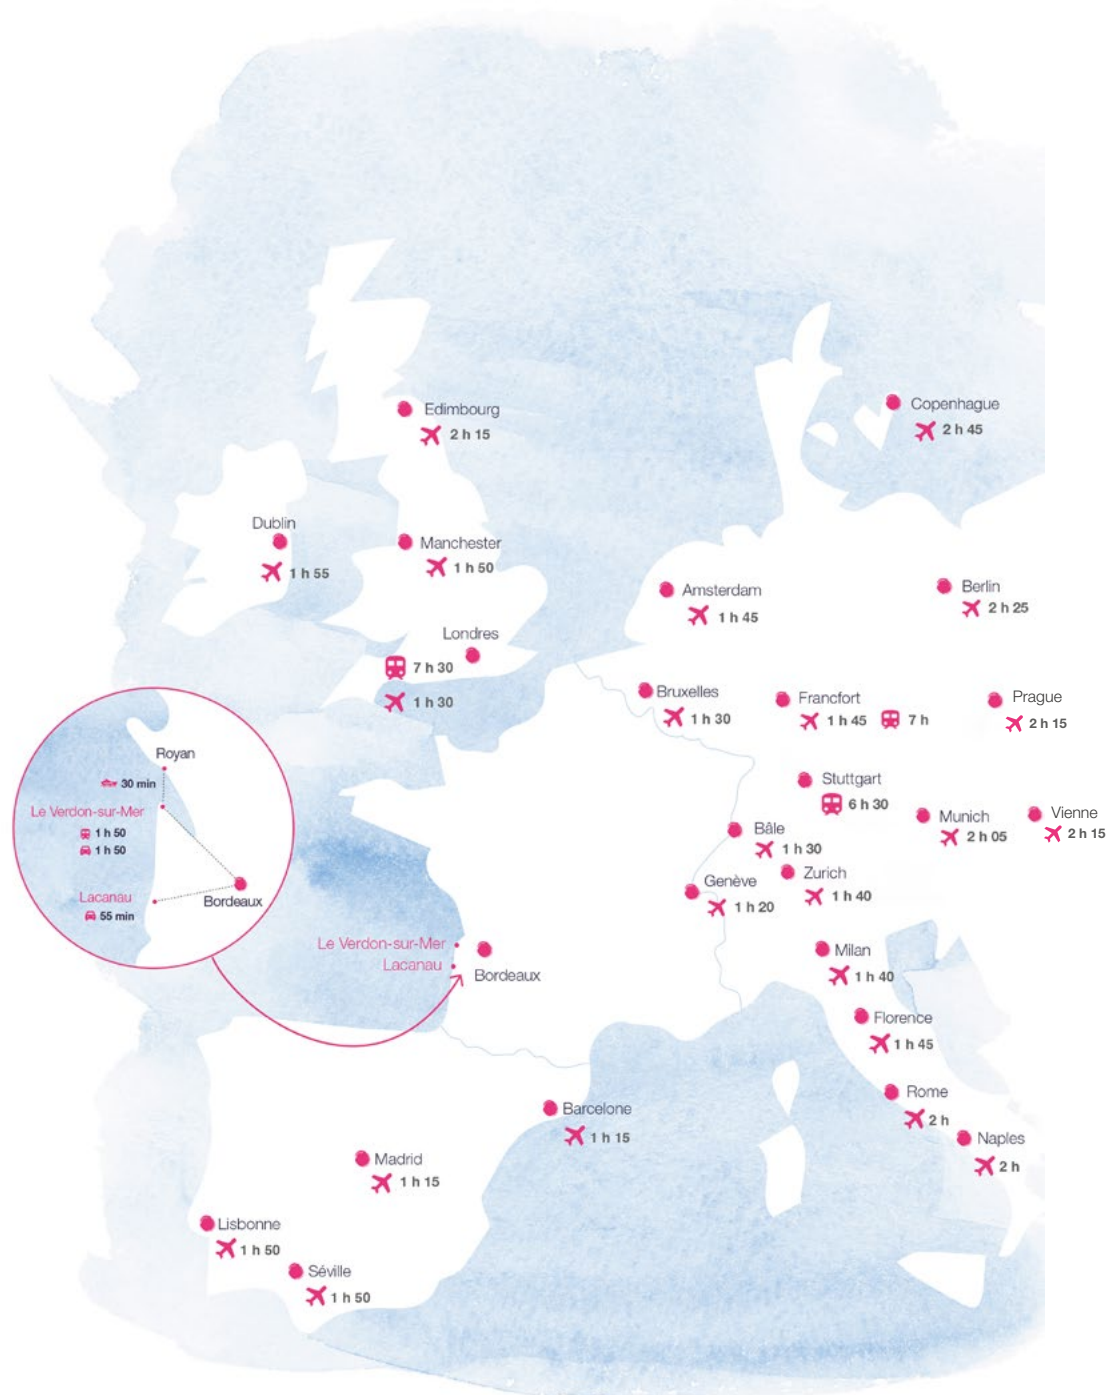 Edimbourg
2 h 15
Copenhague
2 h 45
Dublin
1 h 55
Manchester
1 h 50
Amsterdam
1 h 45
Berlin
2 h 25
Londres
7 h 30
1 h 30
Bruxelles
1 h 30
Francfort
1 h 45 7 h
Prague
2 h 15
Stuttgart
6 h 30
Munich
2 h 05
Vienne
2 h 15
Bâle
1 h 30
Genève
1 h 20
Zurich
1 h 40
Royan
30 min
Le Verdon-sur-Mer
1 h 50
1 h 50
Bordeaux
Lacanau
55 min
Le Verdon-sur-Mer
Lacanau
Bordeaux
Milan
1 h 40
Florence
1 h 45
Rome
2 h
Naples
2 h
Barcelone
1 h 15
Madrid
1 h 15
Lisbonne
1 h 50
Séville
1 h 50